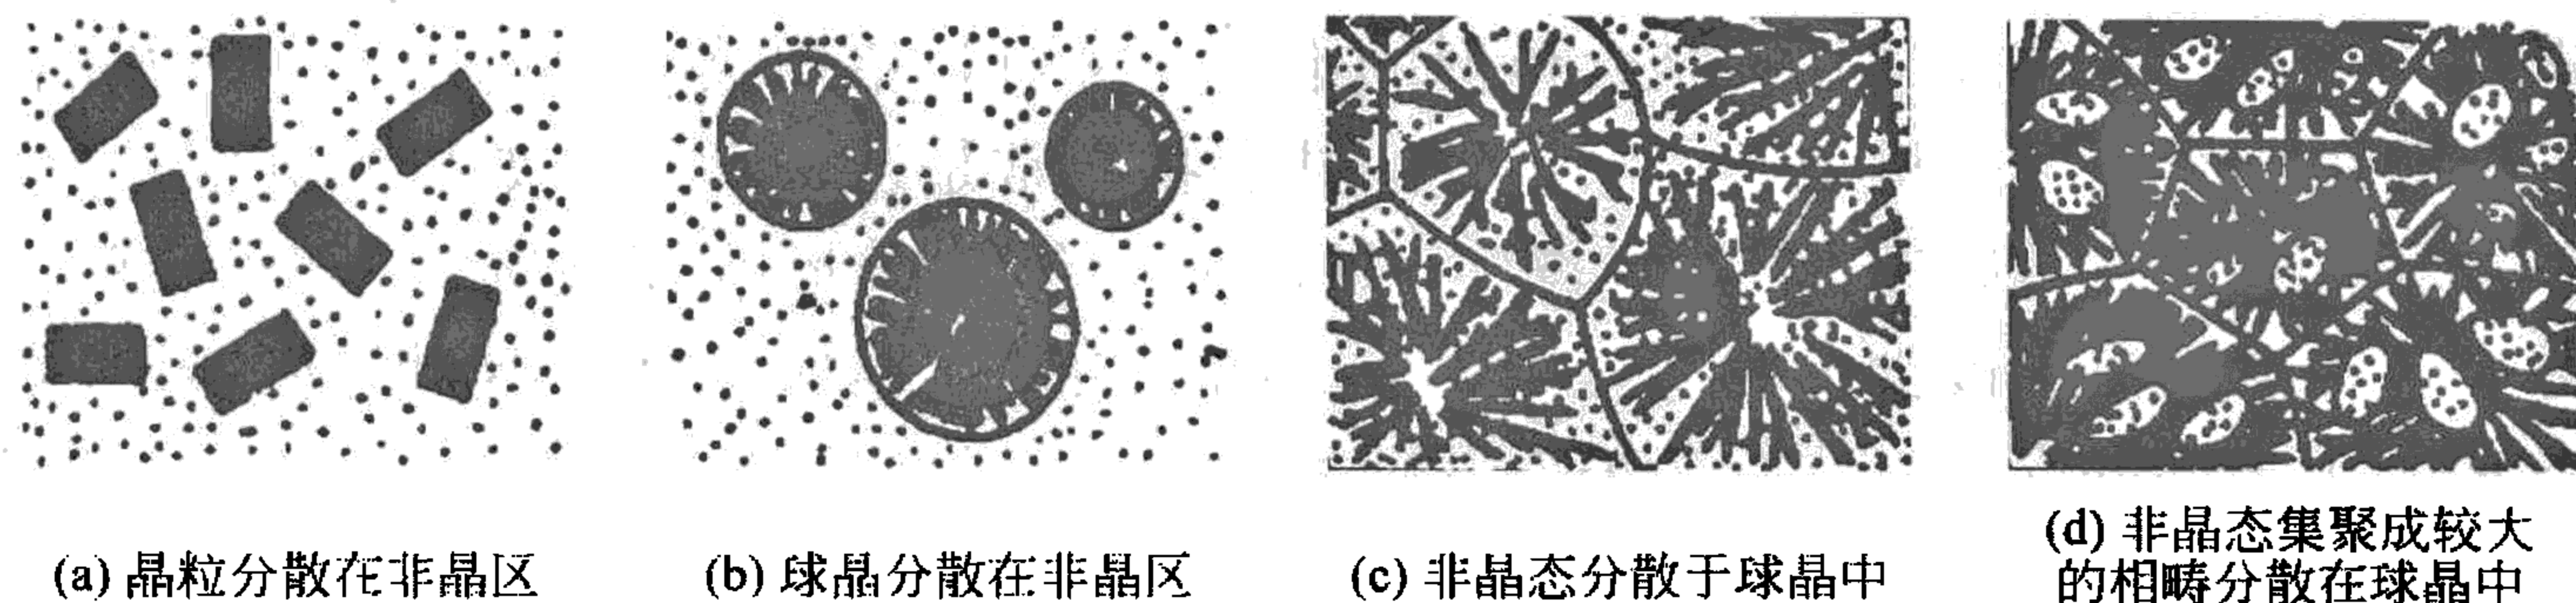 (a) 晶粒分散在非晶区
(b) 球晶分散在非晶区
(c) 非晶态分散于球晶中
(d) 非晶态集聚成较大
的相畴分散在球晶中